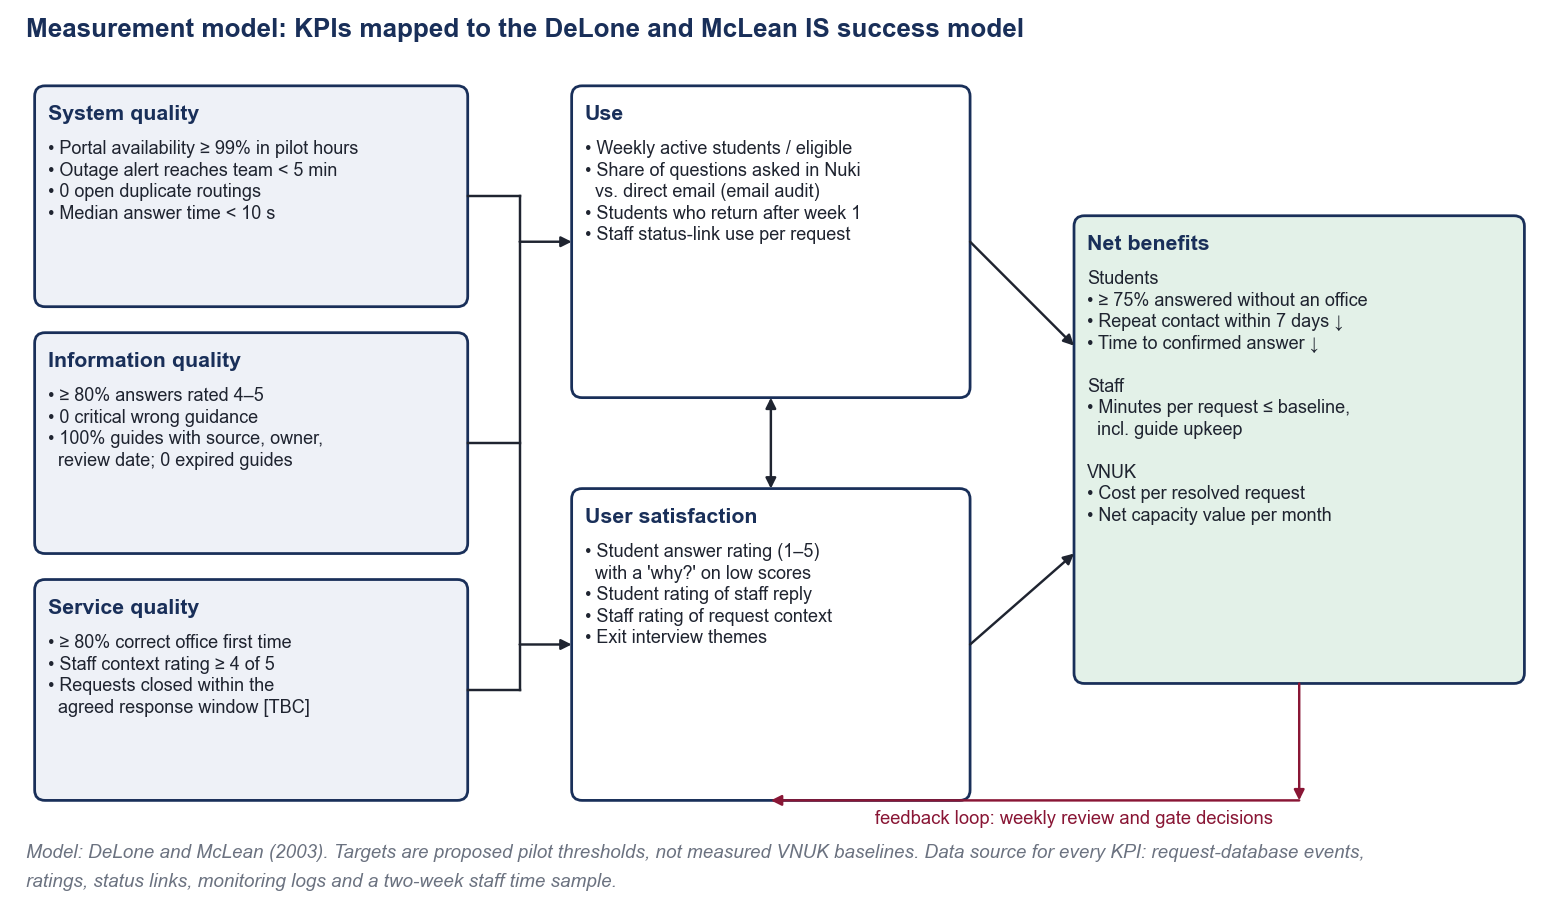 Measurement model: KPIs mapped to the DeLone and McLean IS success model
System quality
• Portal availability ≥ 99% in pilot hours
• Outage alert reaches team < 5 min
• 0 open duplicate routings
• Median answer time < 10 s
Information quality
• ≥ 80% answers rated 4–5
• 0 critical wrong guidance
• 100% guides with source, owner,
review date; 0 expired guides
Service quality
• ≥ 80% correct office first time
• Staff context rating ≥ 4 of 5
• Requests closed within the
agreed response window [TBC]
Use
• Weekly active students / eligible
• Share of questions asked in Nuki
vs. direct email (email audit)
• Students who return after week 1
• Staff status-link use per request
User satisfaction
• Student answer rating (1–5)
with a 'why?' on low scores
• Student rating of staff reply
• Staff rating of request context
• Exit interview themes
Net benefits
Students
• ≥ 75% answered without an office
• Repeat contact within 7 days ↓
• Time to confirmed answer ↓
Staff
• Minutes per request ≤ baseline,
incl. guide upkeep
VNUK
• Cost per resolved request
• Net capacity value per month
feedback loop: weekly review and gate decisions
Model: DeLone and McLean (2003). Targets are proposed pilot thresholds, not measured VNUK baselines. Data source for every KPI: request-database events,
ratings, status links, monitoring logs and a two-week staff time sample.